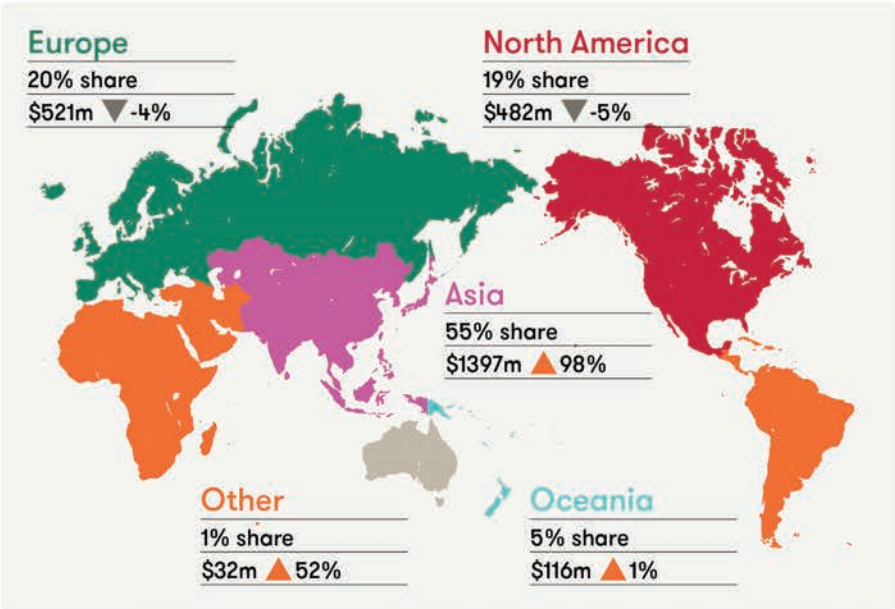 Europe
20% share
$521m ▼ -4%
North America
19% share
$482m ▼ -5%
Asia
55% share
$1397m ▲ 98%
Other
1% share
$32m ▲ 52%
Oceania
5% share
$116m ▲ 1%